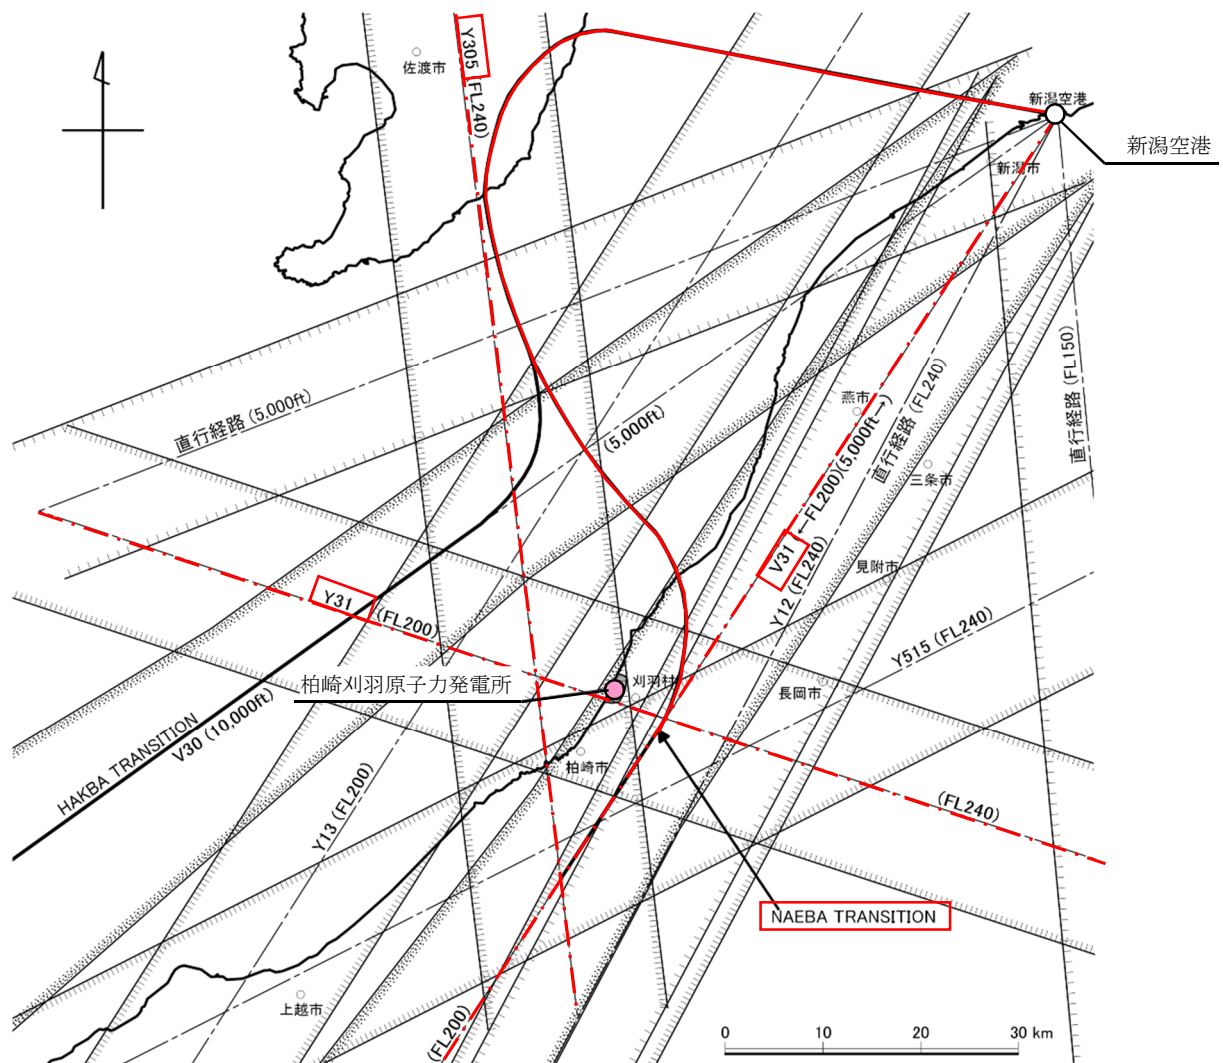 佐渡市
Y305 (FL240)
新潟空港
新潟空港
新潟市
直行経路 (5,000ft)
(5,000ft)
燕市
直行経路 (FL240)
直行経路 (FL150)
三条市
V31 (←FL200)(5,000ft→)
Y12 (FL240)
見附市
Y31 (FL200)
Y515 (FL240)
柏崎刈羽原子力発電所
刈羽村
長岡市
HAKBA TRANSITION
V30 (10,000ft)
柏崎市
Y13 (FL200)
(FL240)
NAEBA TRANSITION
上越市
(FL200)
0 10 20 30 km